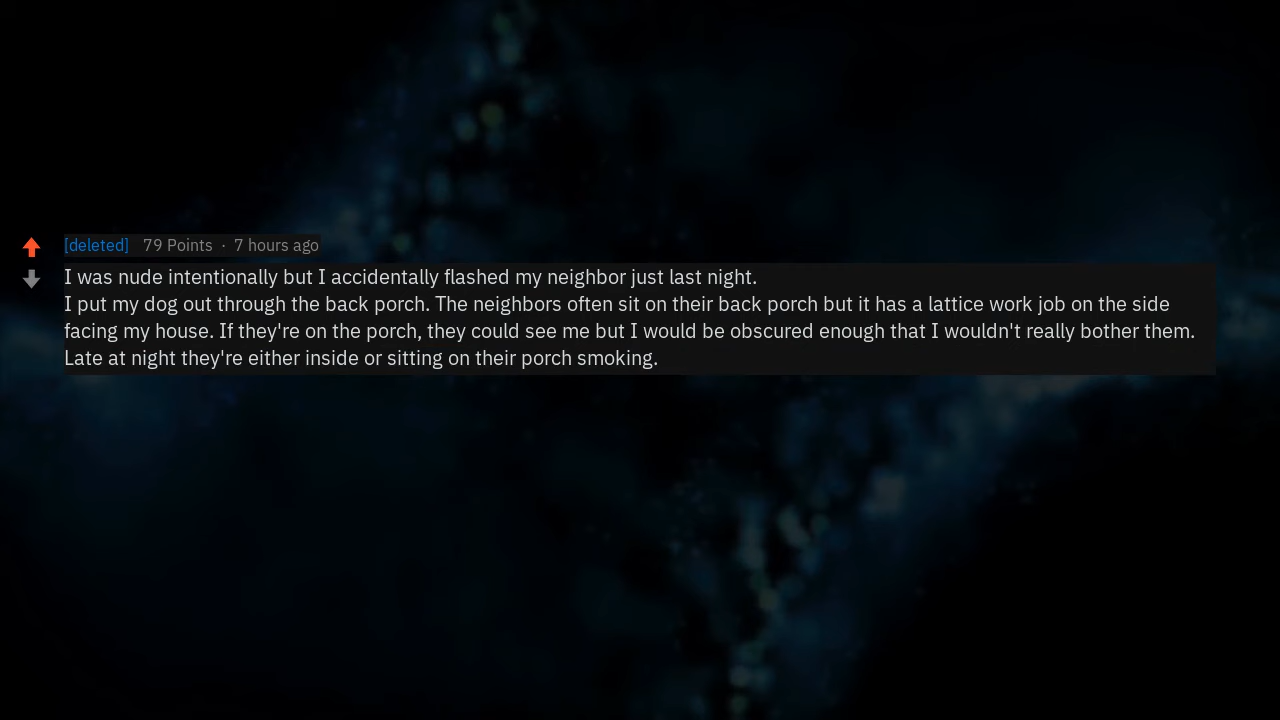 [deleted] 79 Points · 7 hours ago
I was nude intentionally but I accidentally flashed my neighbor just last night.
I put my dog out through the back porch. The neighbors often sit on their back porch but it has a lattice work job on the side
facing my house. If they're on the porch, they could see me but I would be obscured enough that I wouldn't really bother them.
Late at night they're either inside or sitting on their porch smoking.